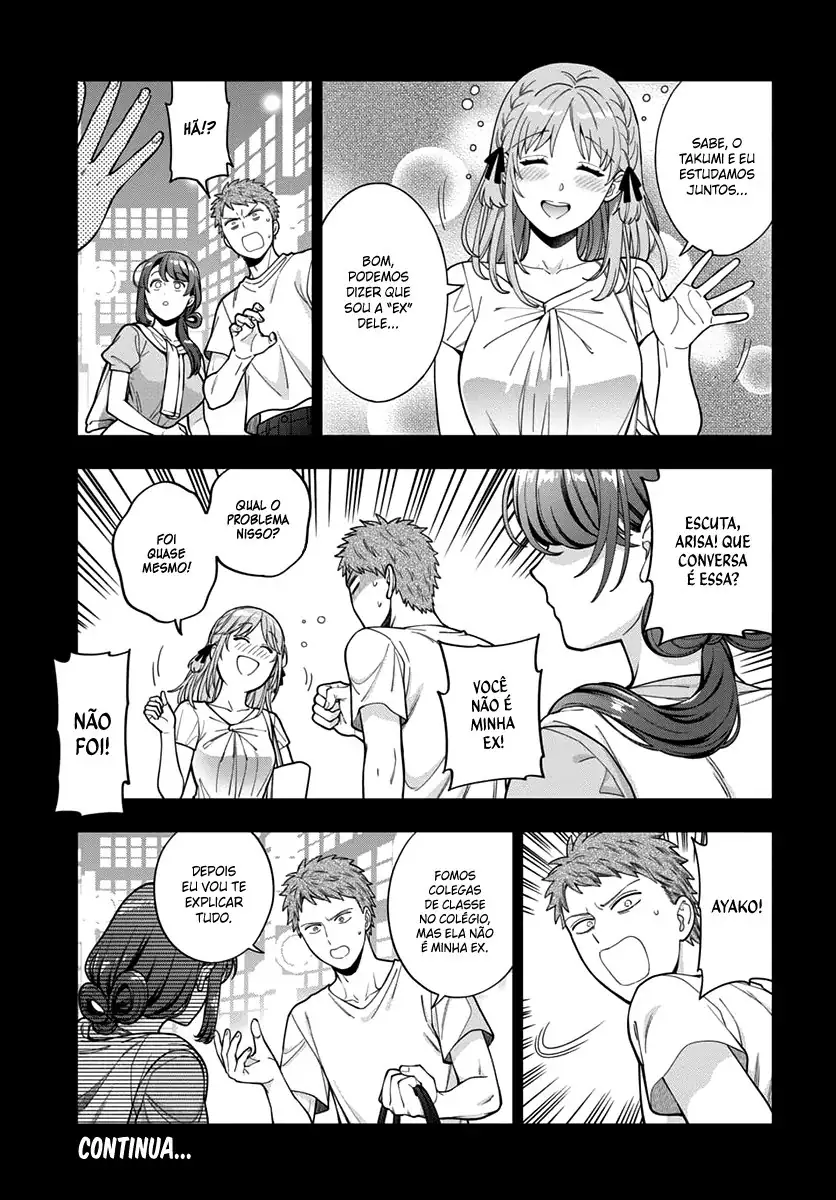 SABE, O
TAKUMI E EU
ESTUDAMOS
JUNTOS...
BOM,
PODEMOS
DIZER QUE
SOU A "EX"
DELE...
HÃ!?
ESCUTA,
ARISA! QUE
CONVERSA
É ESSA?
VOCÊ
NÃO É
MINHA
EX!
QUAL O
PROBLEMA
NISSO?
FOI
QUASE
MESMO!
NÃO
FOI!
AYAKO!
FOMOS
COLEGAS
DE CLASSE
NO COLÉGIO,
MAS ELA NÃO
É MINHA EX.
DEPOIS
EU VOU TE
EXPLICAR
TUDO.
CONTINUA...